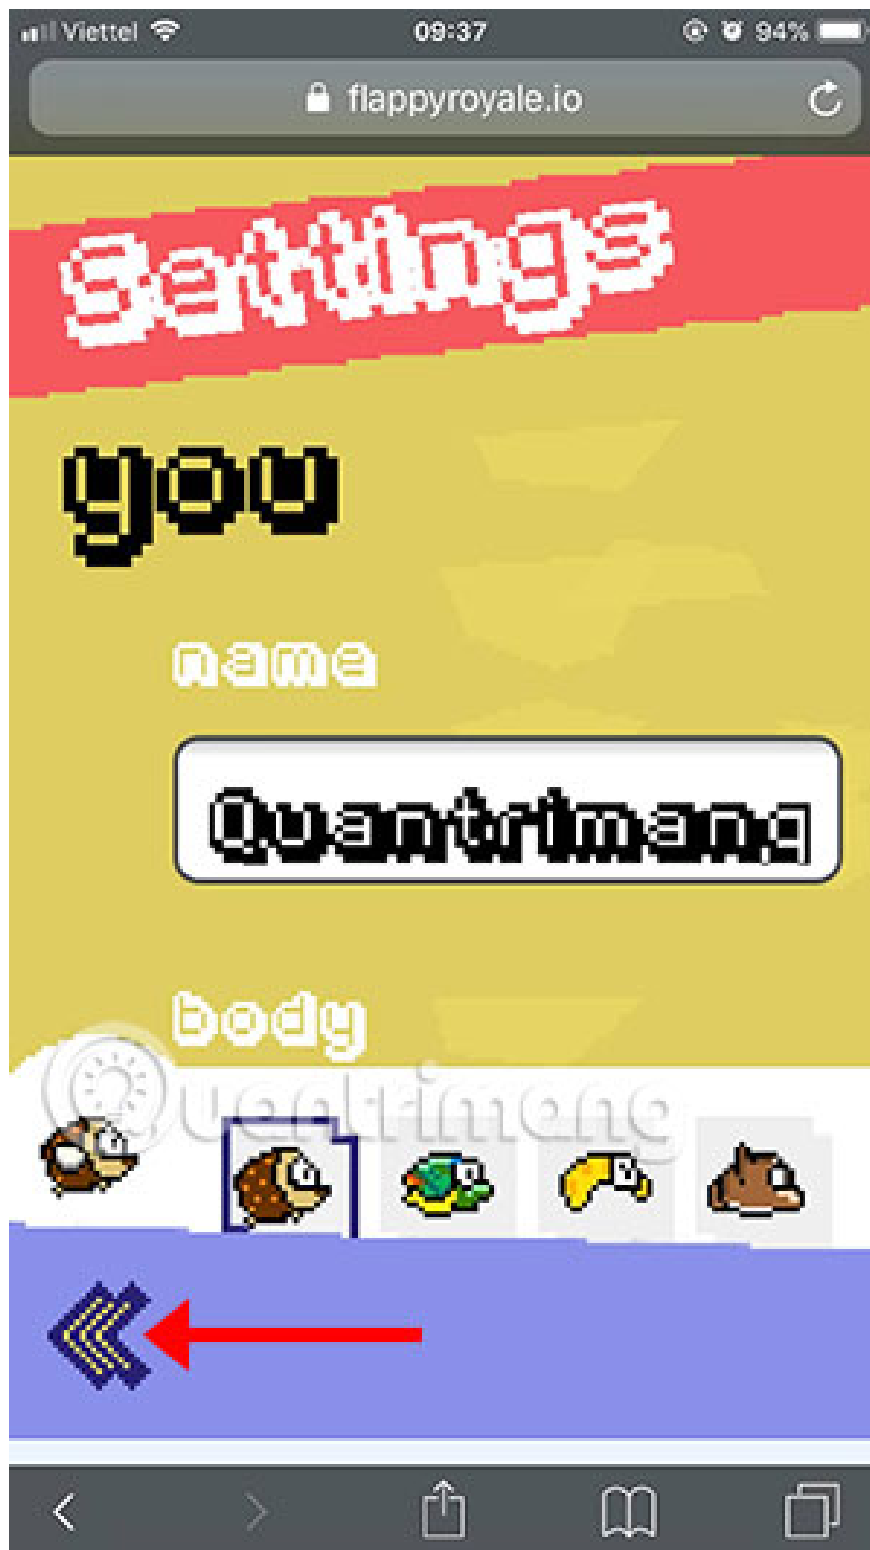 Viettel 09:37 94%
flappyroyale.io
Settings
you
name
Quantrimang
body
Quantrimang